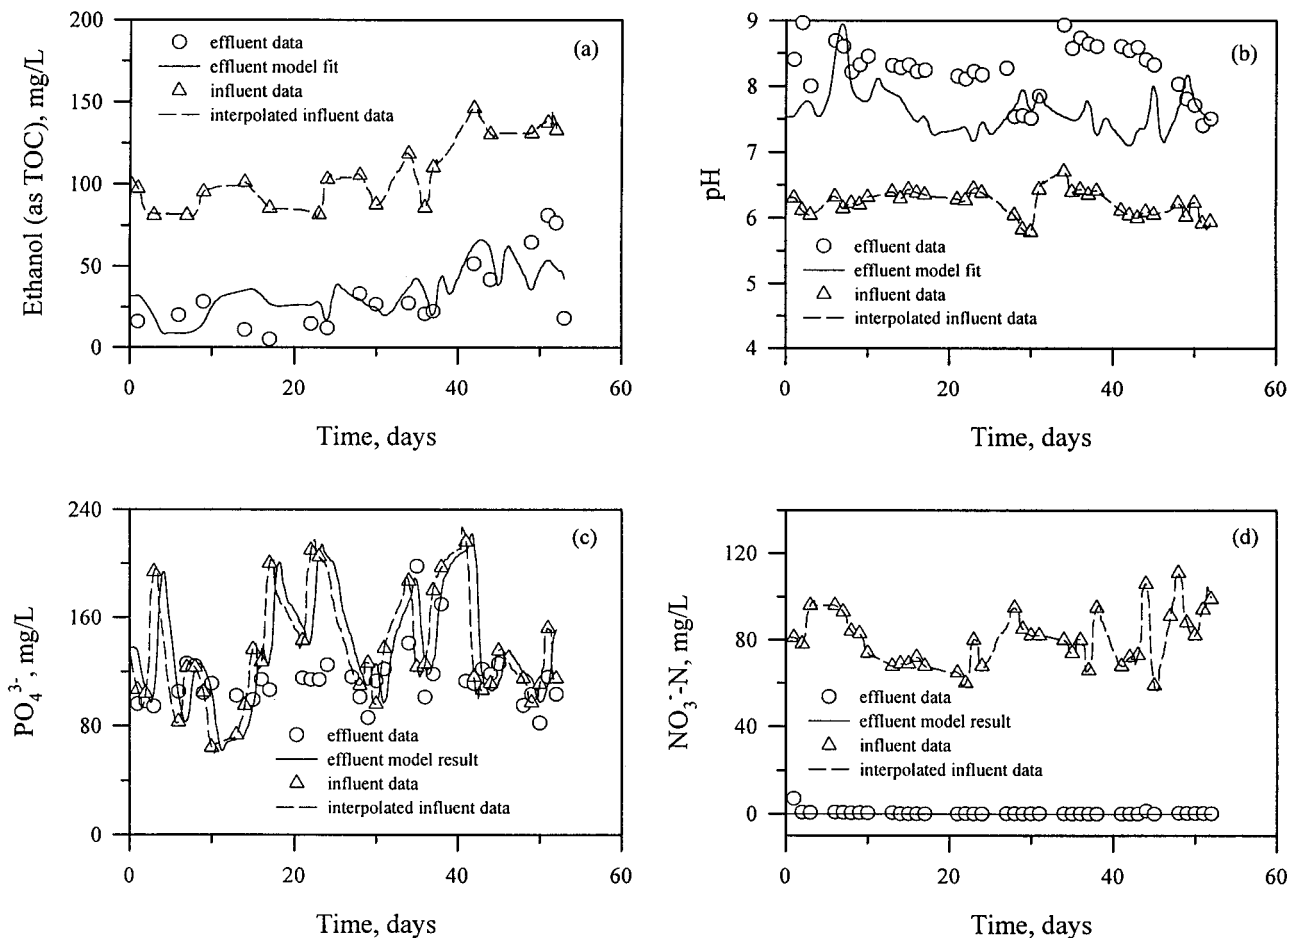 Ethanol (as TOC), mg/L
200
150
100
50
0
(a)
effluent data
effluent model fit
influent data
interpolated influent data
0 20 40 60
Time, days
pH
9
8
7
6
5
4
(b)
effluent data
effluent model fit
influent data
interpolated influent data
0 20 40 60
Time, days
PO₄³⁻, mg/L
240
160
80
0
(c)
effluent data
effluent model result
influent data
interpolated influent data
0 20 40 60
Time, days
NO₃⁻-N, mg/L
120
80
40
0
(d)
effluent data
effluent model result
influent data
interpolated influent data
0 20 40 60
Time, days